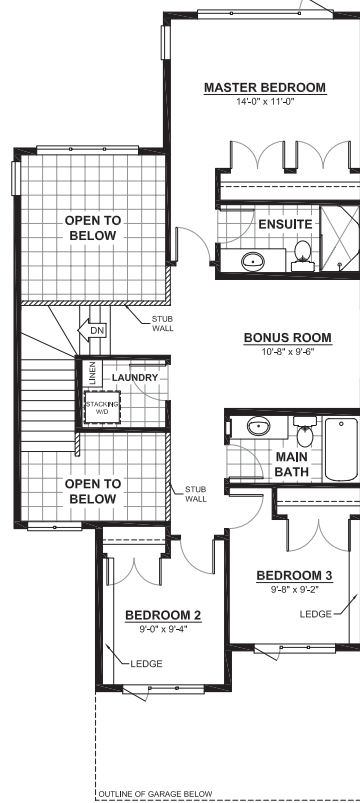 MASTER BEDROOM
14'-0" x 11'-0"
OPEN TO
BELOW
ENSUITE
STUB
WALL
DN
BONUS ROOM
10'-8" x 9'-6"
LINEN
LAUNDRY
STACKING
W/D
MAIN
BATH
OPEN TO
BELOW
STUB
WALL
BEDROOM 3
9'-8" x 9'-2"
LEDGE
BEDROOM 2
9'-0" x 9'-4"
LEDGE
OUTLINE OF GARAGE BELOW